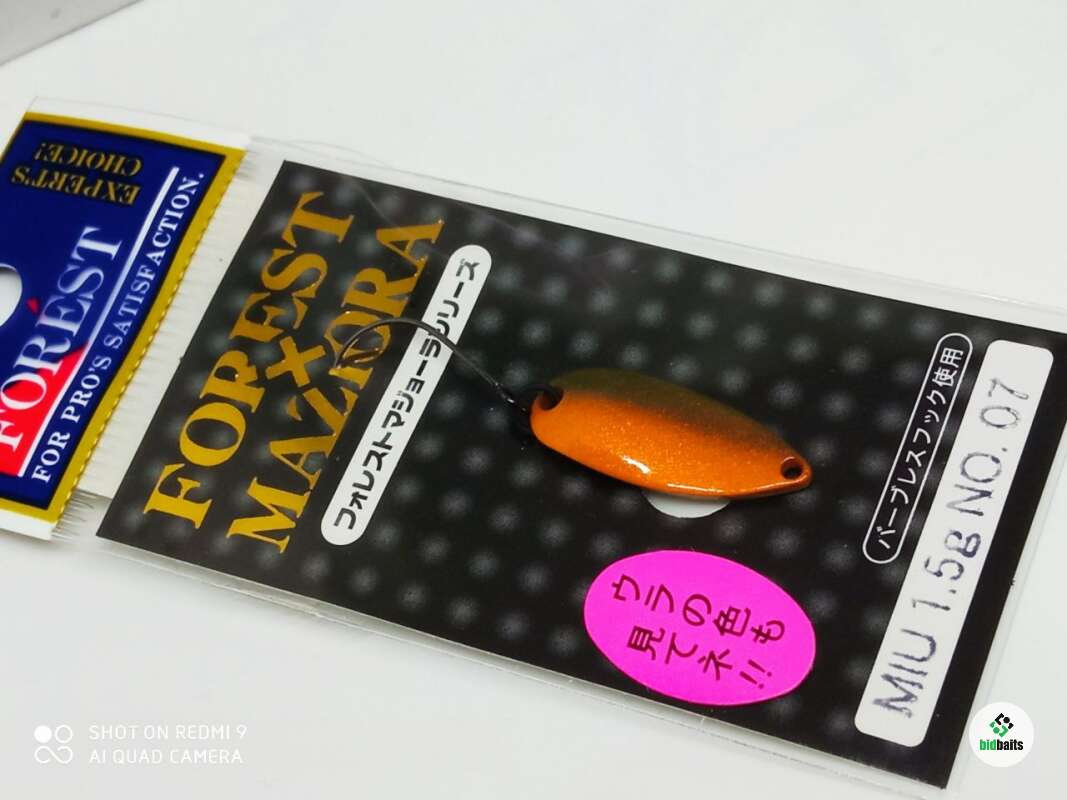 EXPERT'S
CHOICE!
FOREST
FOR PRO'S SATISFACTION.
FOREST
×
MAZIORA
フォレストマジョーラシリーズ
バーブレスフック使用
MIU 1.5g NO. 07
ウラの色も
見てネ!!
SHOT ON REDMI 9
AI QUAD CAMERA
bidbaits